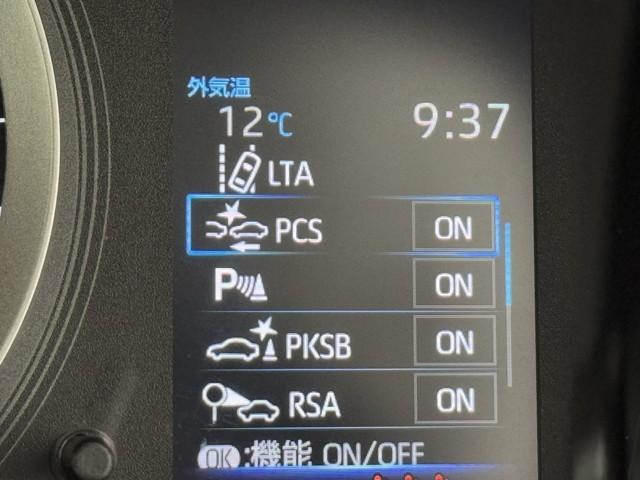 外気温
12℃ 9:37
LTA
PCS ON
P ON
PKSB ON
RSA ON
OK:機能 ON/OFF